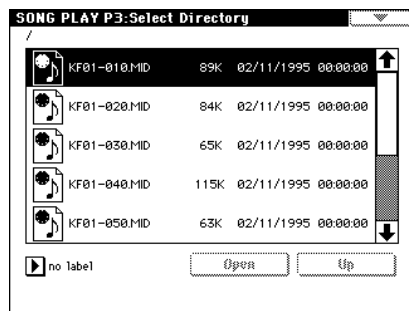 SONG PLAY P3:Select Directory
/
KF01-010.MID 89K 02/11/1995 00:00:00
KF01-020.MID 84K 02/11/1995 00:00:00
KF01-030.MID 65K 02/11/1995 00:00:00
KF01-040.MID 115K 02/11/1995 00:00:00
KF01-050.MID 63K 02/11/1995 00:00:00
no label Open Up